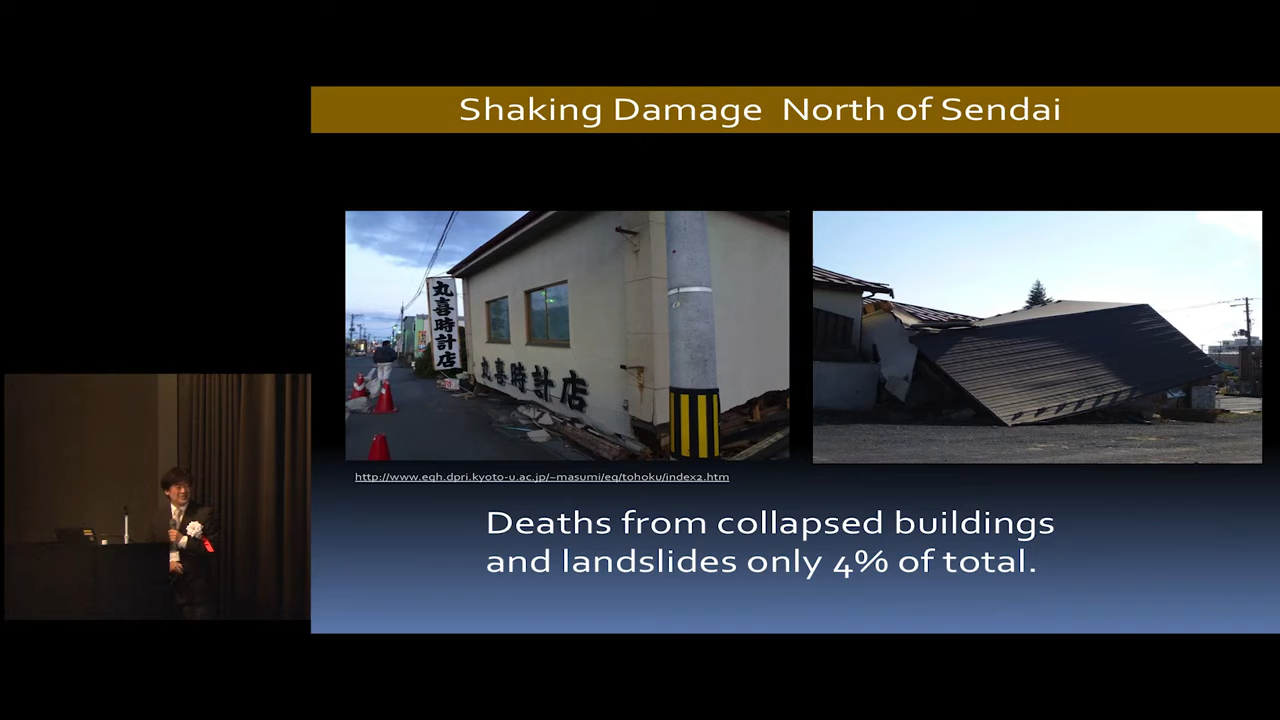 Shaking Damage North of Sendai
丸喜時計店
丸喜時計店
http://www.eqh.dpri.kyoto-u.ac.jp/~masumi/eq/tohoku/index2.htm
Deaths from collapsed buildings
and landslides only 4% of total.